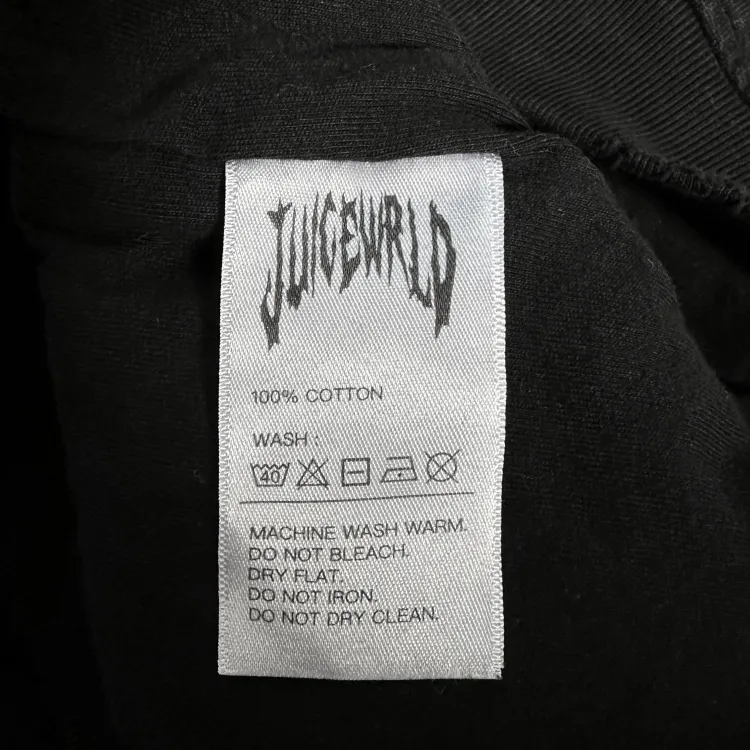 JUICEWRLD
100% COTTON
WASH :
40
MACHINE WASH WARM.
DO NOT BLEACH.
DRY FLAT.
DO NOT IRON.
DO NOT DRY CLEAN.